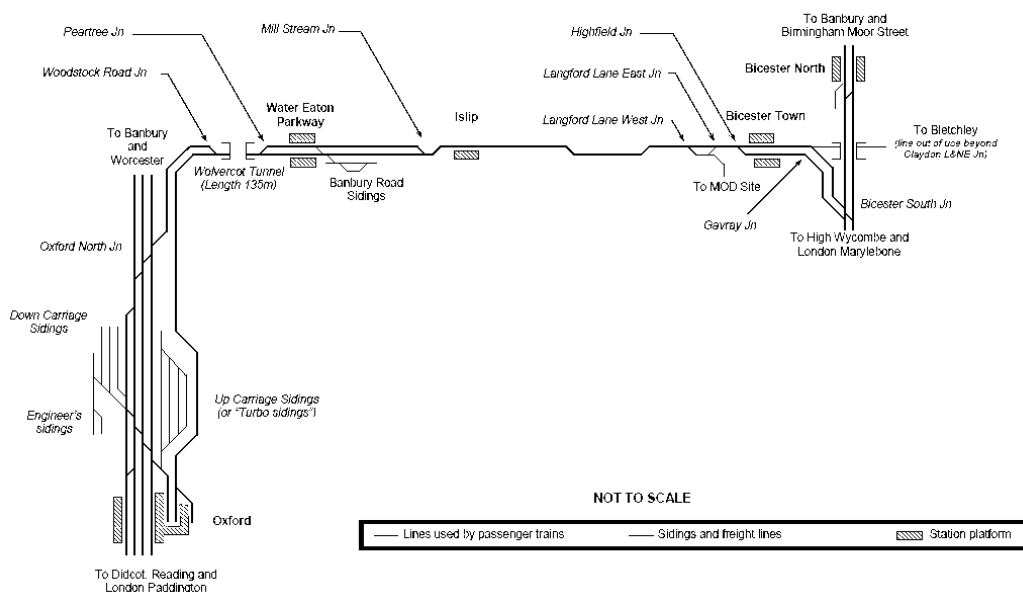 To Banbury and
Birmingham Moor Street
Peartree Jn
Mill Stream Jn
Highfield Jn
Woodstock Road Jn
Langford Lane East Jn
Bicester North
Water Eaton
Parkway
Islip
Langford Lane West Jn
Bicester Town
To Banbury
and
Worcester
To Bletchley
(line out of use beyond
Claydon L&NE Jn)
Wolvercot Tunnel
(Length 135m)
Banbury Road
Sidings
To MOD Site
Gavray Jn
Bicester South Jn
To High Wycombe and
London Marylebone
Oxford North Jn
Down Carriage
Sidings
Up Carriage Sidings
(or "Turbo sidings")
Engineer's
sidings
Oxford
NOT TO SCALE
Lines used by passenger trains
Sidings and freight lines
Station platform
To Didcot, Reading and
London Paddington